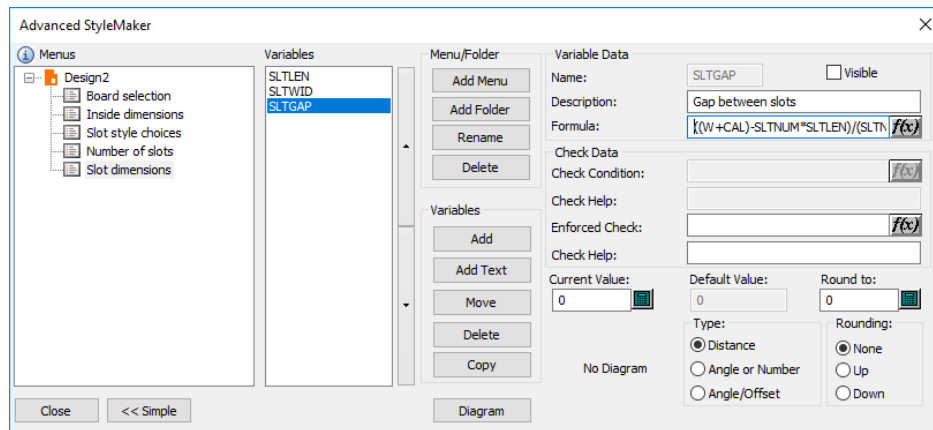 Advanced StyleMaker
Menus
Design2
Board selection
Inside dimensions
Slot style choices
Number of slots
Slot dimensions
Close
<< Simple
Variables
SLTLEN
SLTWID
SLTGAP
Menu/Folder
Add Menu
Add Folder
Rename
Delete
Variables
Add
Add Text
Move
Delete
Copy
Diagram
Variable Data
Name:
SLTGAP
Visible
Description:
Gap between slots
Formula:
((W+CAL)-SLTNUM*SLTLEN)/(SLTN
f(x)
Check Data
Check Condition:
f(x)
Check Help:
Enforced Check:
f(x)
Check Help:
Current Value:
0
Default Value:
0
Round to:
0
No Diagram
Type:
Distance
Angle or Number
Angle/Offset
Rounding:
None
Up
Down